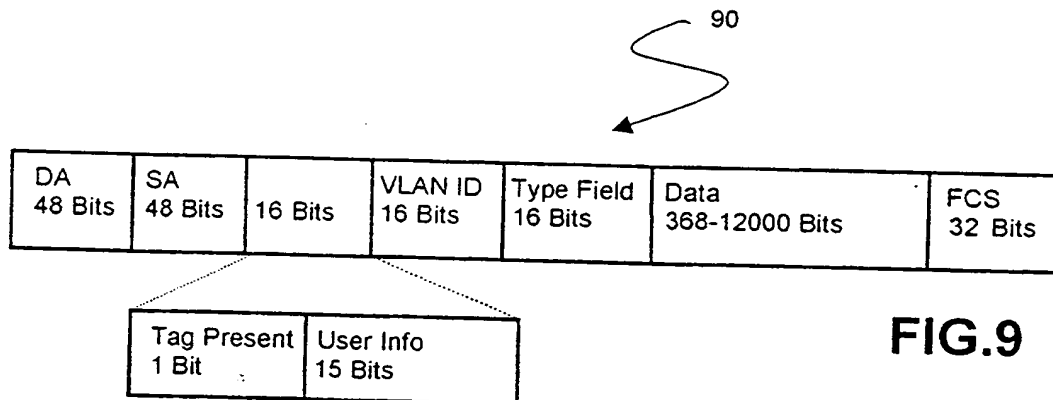 90
DA
48 Bits
SA
48 Bits
16 Bits
VLAN ID
16 Bits
Type Field
16 Bits
Data
368-12000 Bits
FCS
32 Bits
Tag Present
1 Bit
User Info
15 Bits
FIG.9